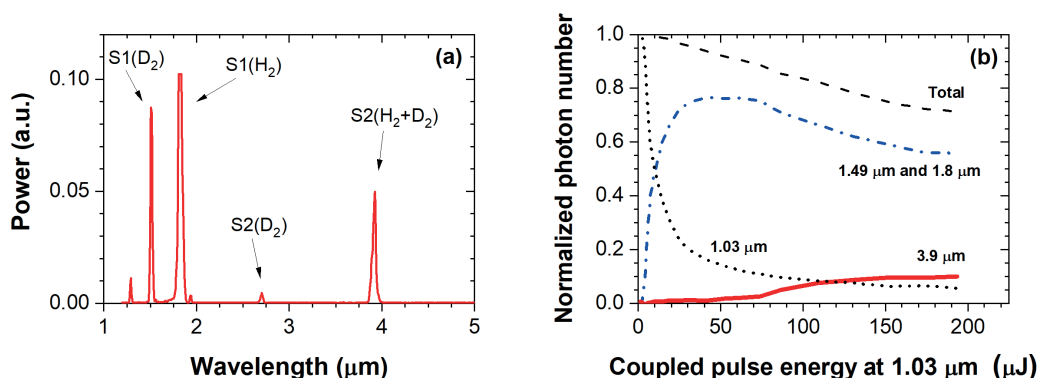 (a)
S1(D₂)
S1(H₂)
S2(H₂+D₂)
S2(D₂)
0.10
0.05
0.00
Power (a.u.)
1 2 3 4 5
Wavelength (μm)
(b)
Total
1.49 μm and 1.8 μm
1.03 μm
3.9 μm
1.0
0.8
0.6
0.4
0.2
0.0
Normalized photon number
0 50 100 150 200
Coupled pulse energy at 1.03 μm (μJ)